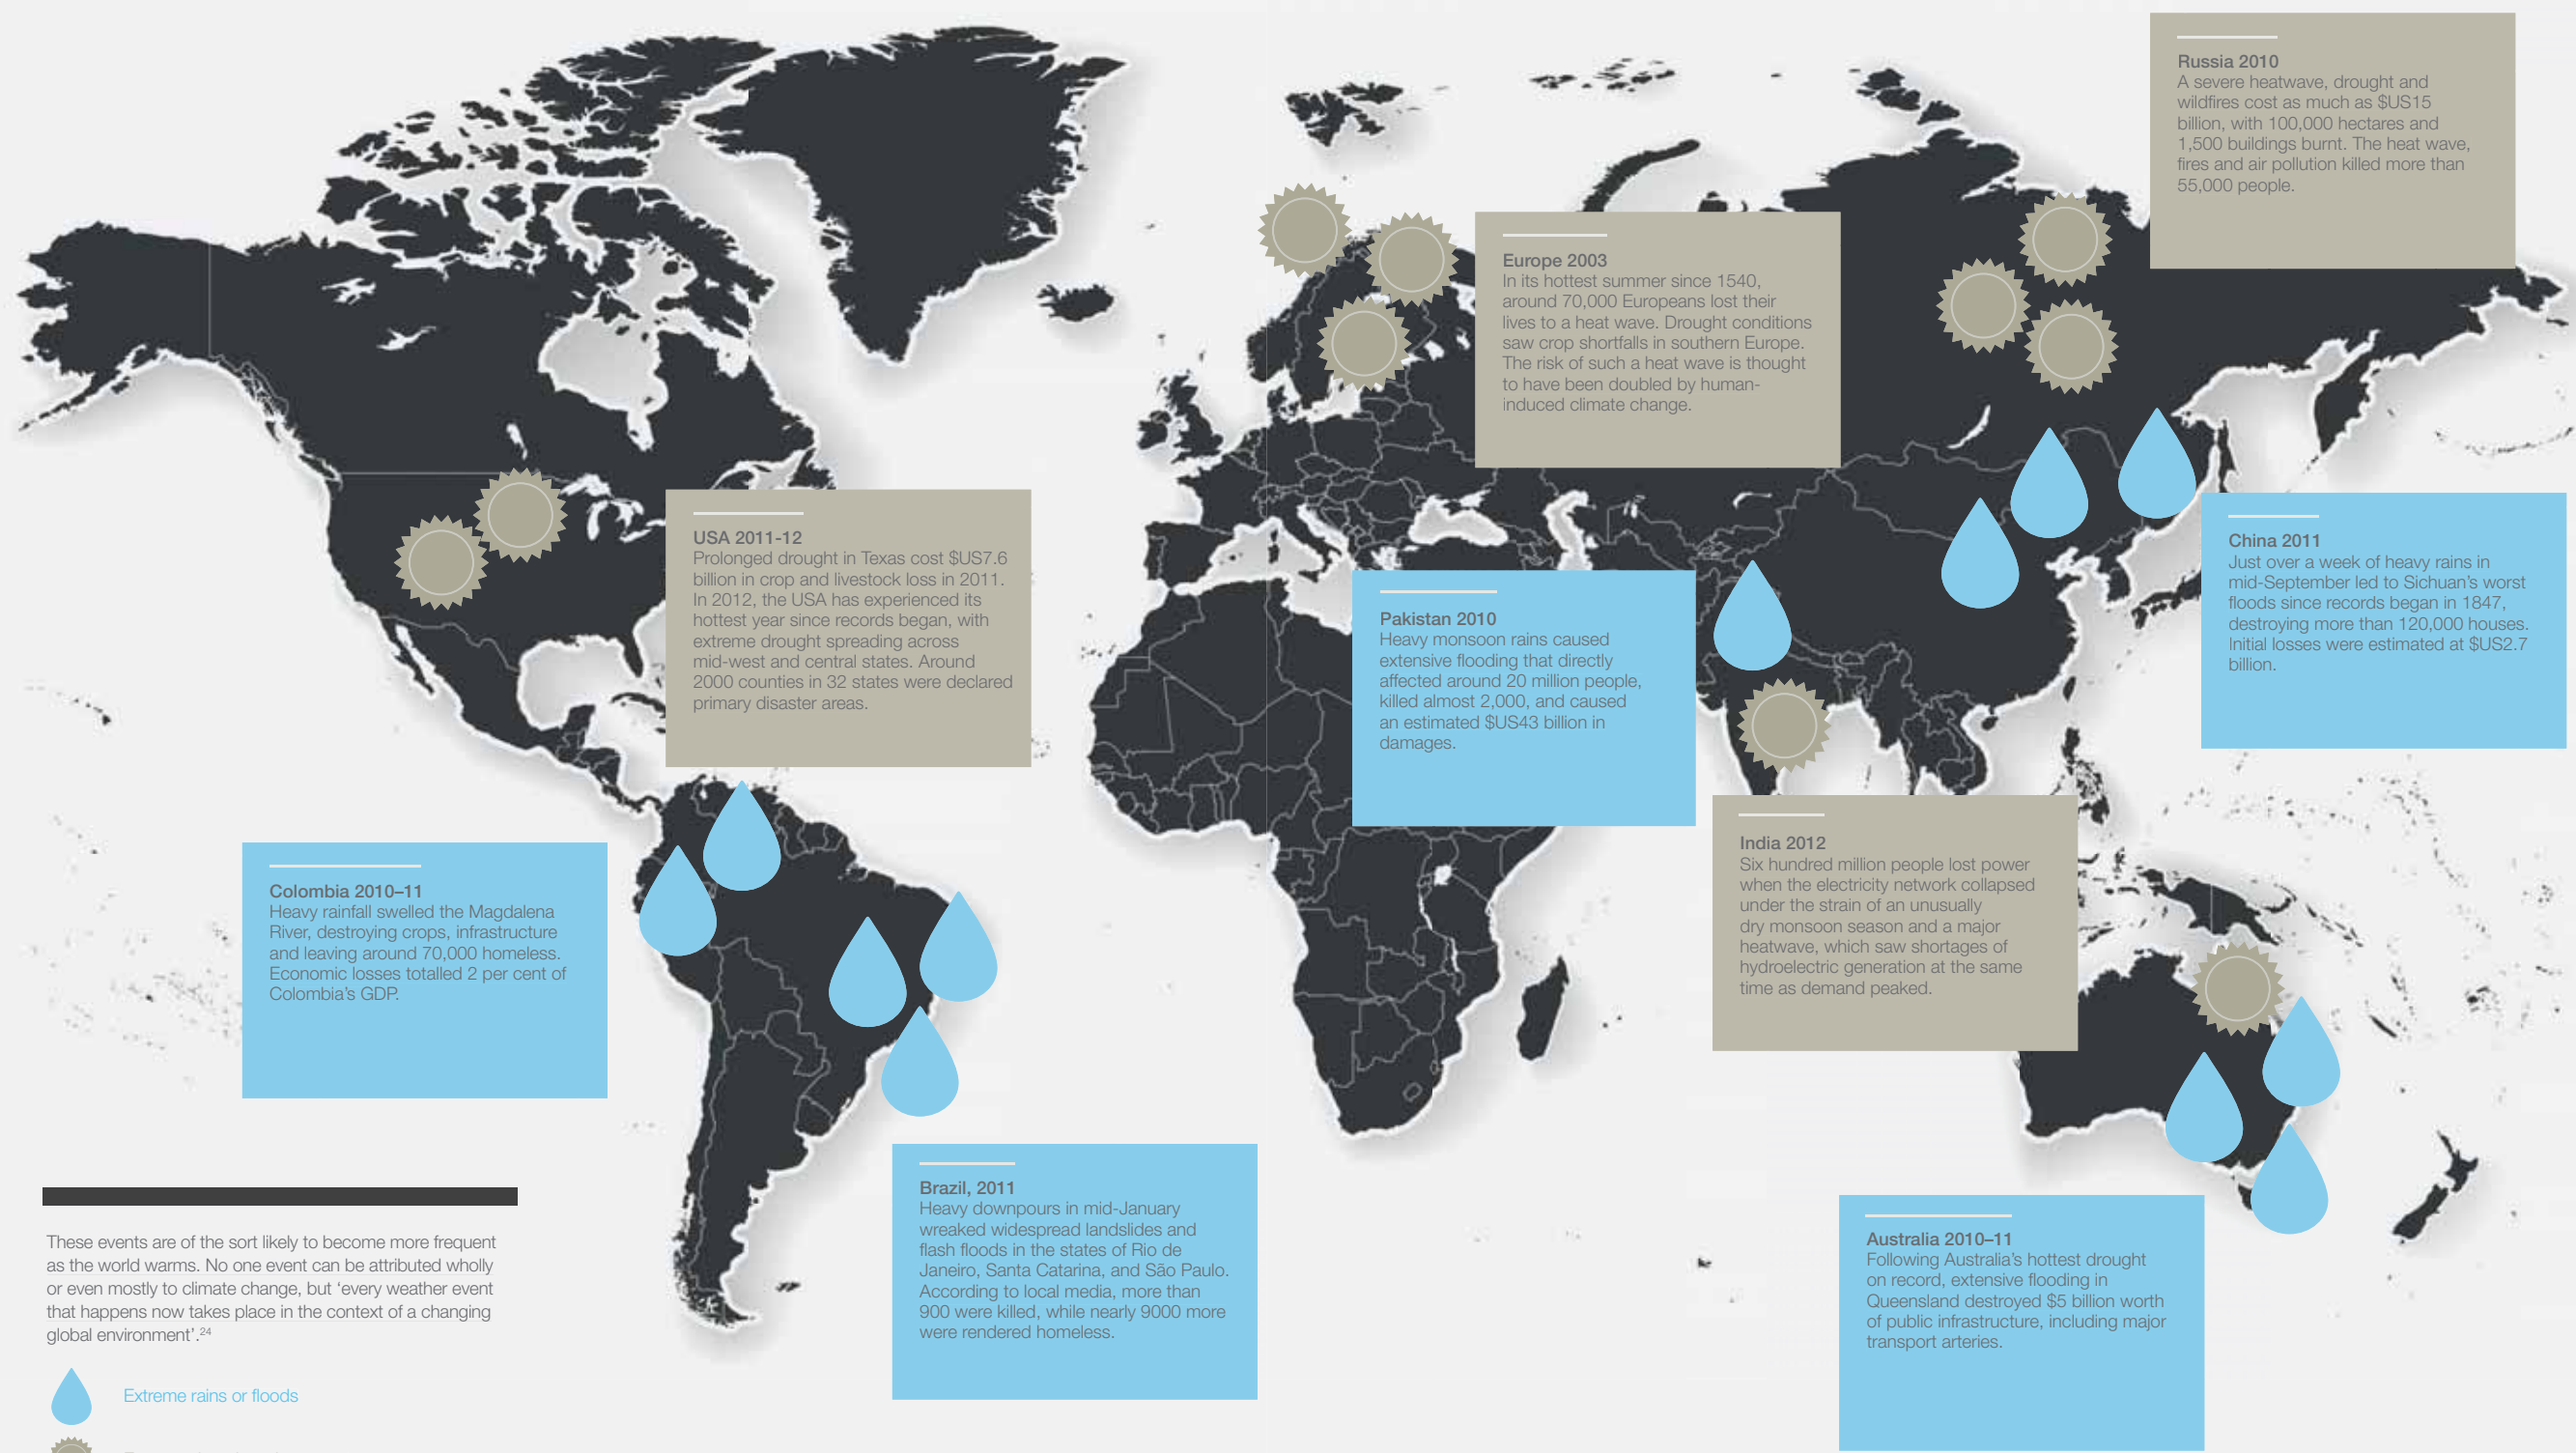 Russia 2010
A severe heatwave, drought and
wildfires cost as much as $US15
billion, with 100,000 hectares and
1,500 buildings burnt. The heat wave,
fires and air pollution killed more than
55,000 people.
Europe 2003
In its hottest summer since 1540,
around 70,000 Europeans lost their
lives to a heat wave. Drought conditions
saw crop shortfalls in southern Europe.
The risk of such a heat wave is thought
to have been doubled by human-
induced climate change.
USA 2011-12
Prolonged drought in Texas cost $US7.6
billion in crop and livestock loss in 2011.
In 2012, the USA has experienced its
hottest year since records began, with
extreme drought spreading across
mid-west and central states. Around
2000 counties in 32 states were declared
primary disaster areas.
China 2011
Just over a week of heavy rains in
mid-September led to Sichuan's worst
floods since records began in 1847,
destroying more than 120,000 houses.
Initial losses were estimated at $US2.7
billion.
Pakistan 2010
Heavy monsoon rains caused
extensive flooding that directly
affected around 20 million people,
killed almost 2,000, and caused
an estimated $US43 billion in
damages.
India 2012
Six hundred million people lost power
when the electricity network collapsed
under the strain of an unusually
dry monsoon season and a major
heatwave, which saw shortages of
hydroelectric generation at the same
time as demand peaked.
Colombia 2010–11
Heavy rainfall swelled the Magdalena
River, destroying crops, infrastructure
and leaving around 70,000 homeless.
Economic losses totalled 2 per cent of
Colombia's GDP.
Brazil, 2011
Heavy downpours in mid-January
wreaked widespread landslides and
flash floods in the states of Rio de
Janeiro, Santa Catarina, and São Paulo.
According to local media, more than
900 were killed, while nearly 9000 more
were rendered homeless.
Australia 2010–11
Following Australia's hottest drought
on record, extensive flooding in
Queensland destroyed $5 billion worth
of public infrastructure, including major
transport arteries.
These events are of the sort likely to become more frequent
as the world warms. No one event can be attributed wholly
or even mostly to climate change, but 'every weather event
that happens now takes place in the context of a changing
global environment'.24
Extreme rains or floods